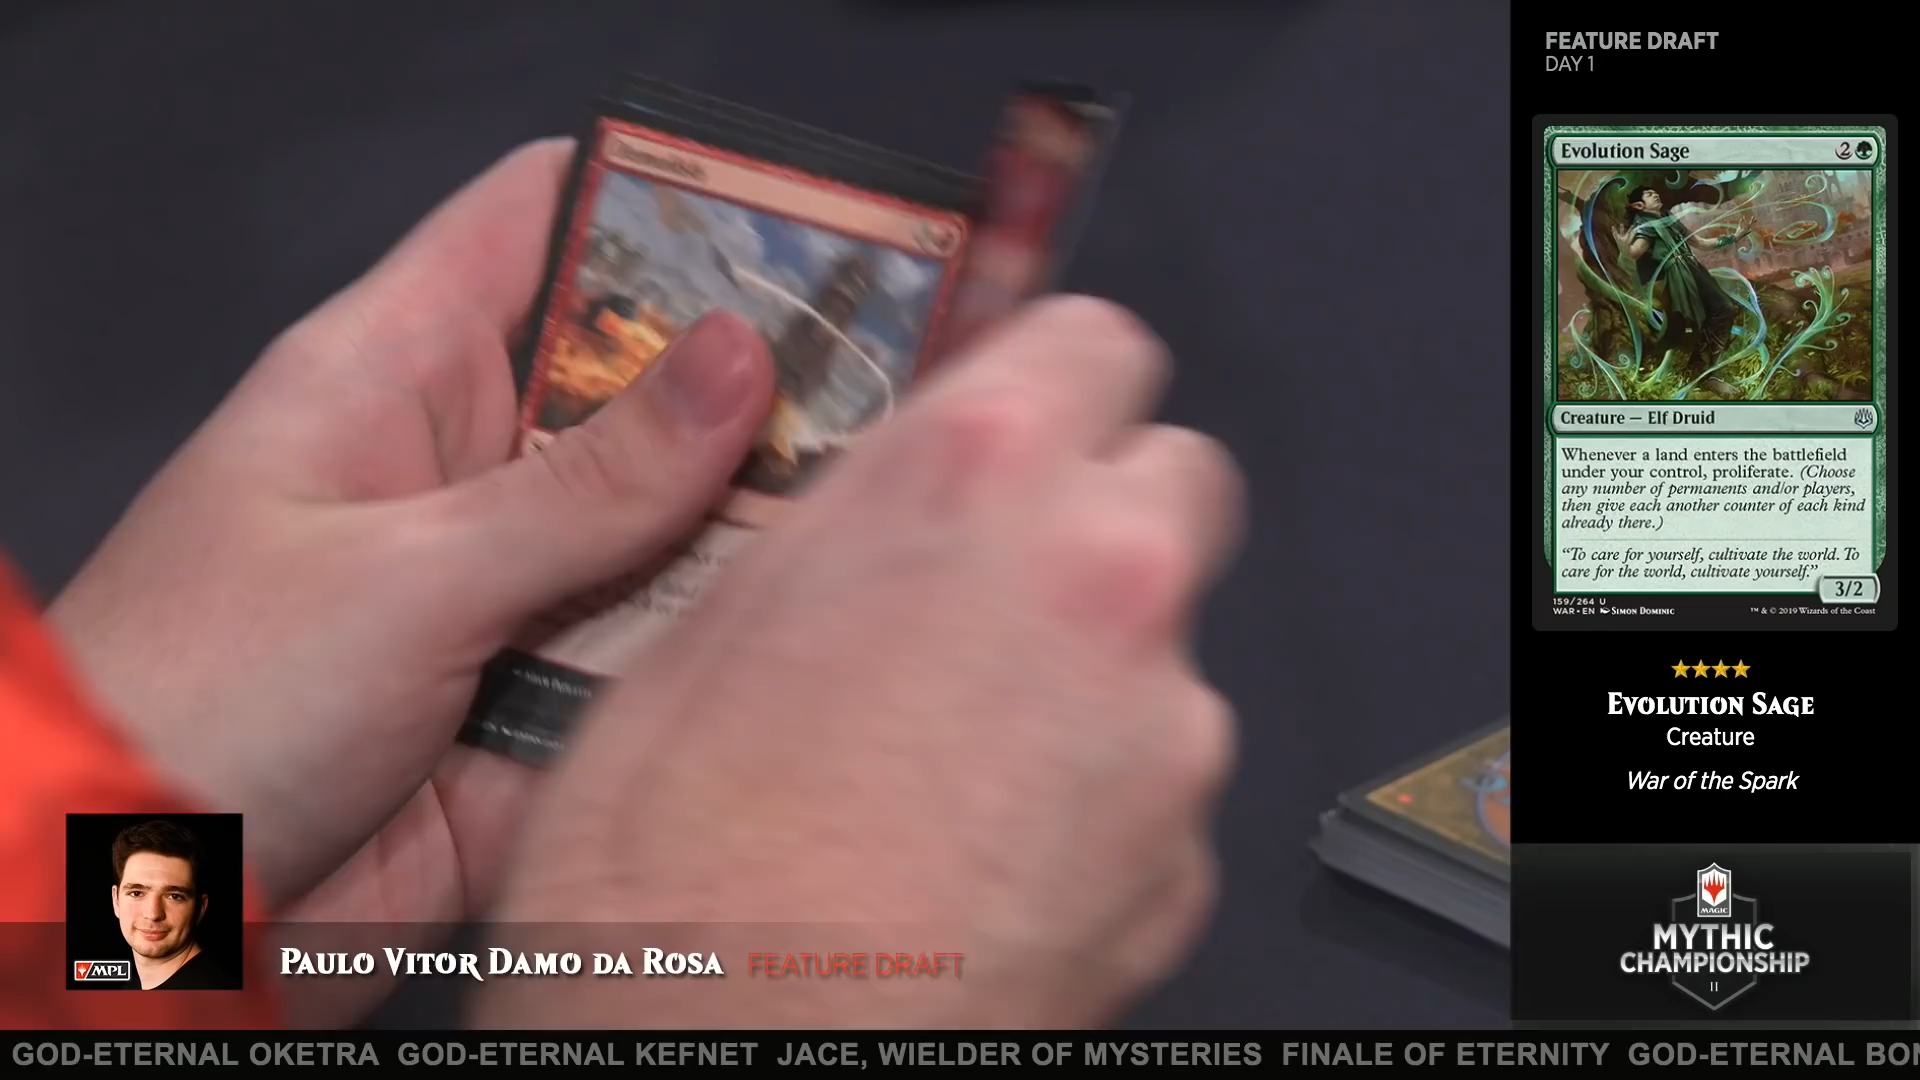 FEATURE DRAFT
DAY 1
Evolution Sage 2
Creature — Elf Druid
Whenever a land enters the battlefield
under your control, proliferate. (Choose
any number of permanents and/or players,
then give each another counter of each kind
already there.)
“To care for yourself, cultivate the world. To
care for the world, cultivate yourself.”
3/2
159/264 U
WAR • EN SIMON DOMINIC ™ & © 2019 Wizards of the Coast
EVOLUTION SAGE
Creature
War of the Spark
MAGIC
MYTHIC
CHAMPIONSHIP
II
MPL
PAULO VITOR DAMO DA ROSA FEATURE DRAFT
GOD-ETERNAL OKETRA GOD-ETERNAL KEFNET JACE, WIELDER OF MYSTERIES FINALE OF ETERNITY GOD-ETERNAL BON